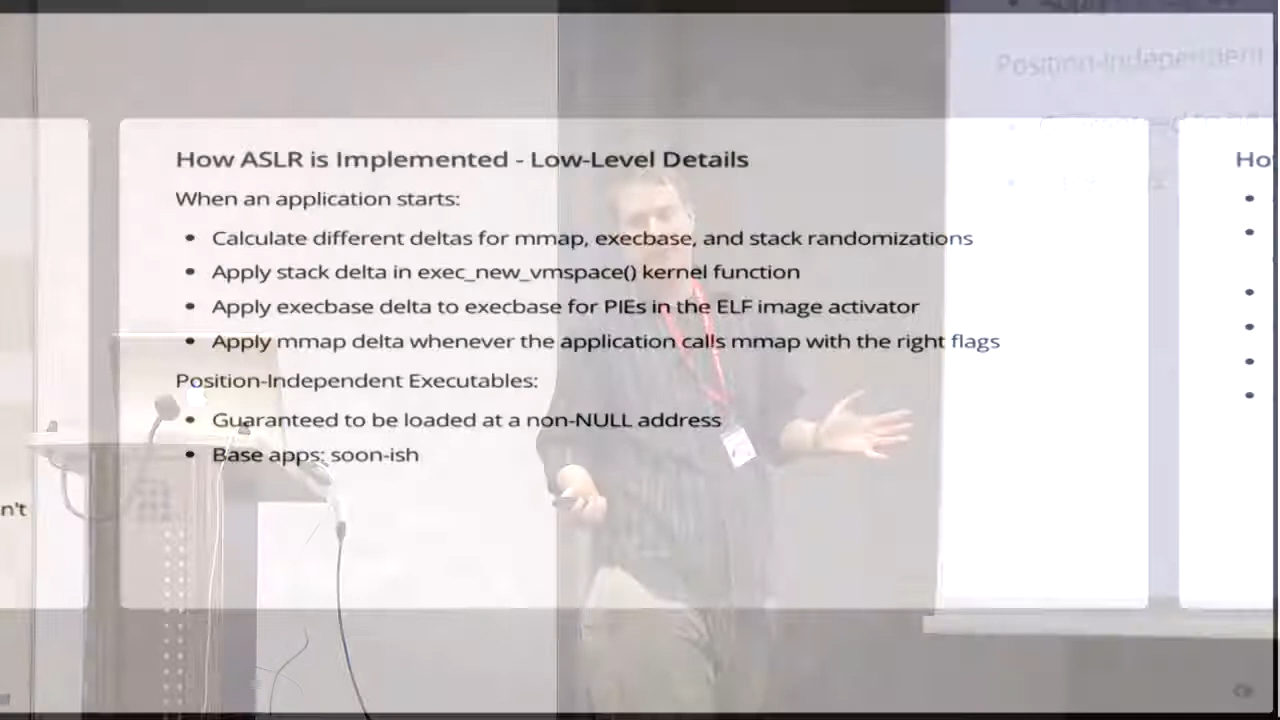 Position-Independent
How ASLR is Implemented - Low-Level Details
Ho
When an application starts:
• Calculate different deltas for mmap, execbase, and stack randomizations
• Apply stack delta in exec_new_vmspace() kernel function
• Apply execbase delta to execbase for PIEs in the ELF image activator
• Apply mmap delta whenever the application calls mmap with the right flags
Position-Independent Executables:
• Guaranteed to be loaded at a non-NULL address
• Base apps: soon-ish
n't